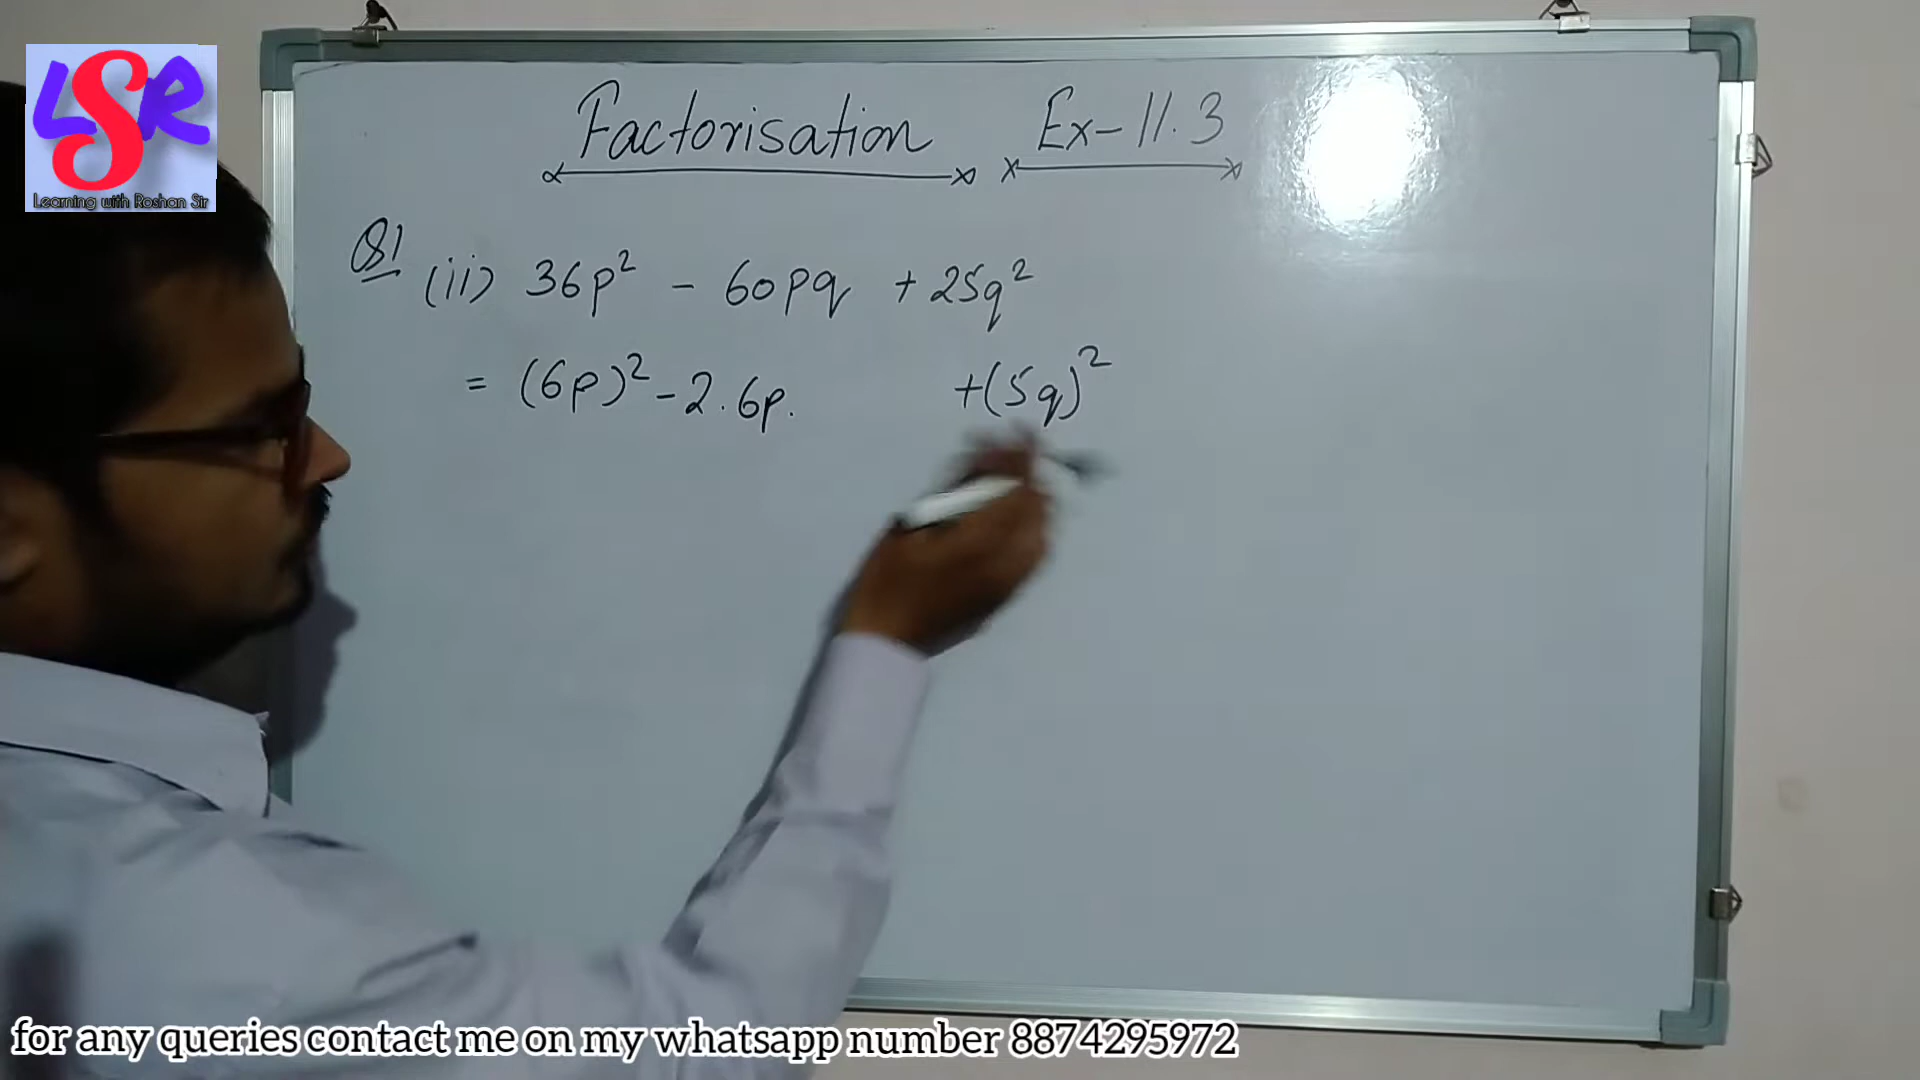 LSR
Learning with Roshan Sir
Factorisation Ex-11.3
Q1 (ii) 36p² - 60pq + 25q²
= (6p)² - 2.6p. +(5q)²
for any queries contact me on my whatsapp number 8874295972